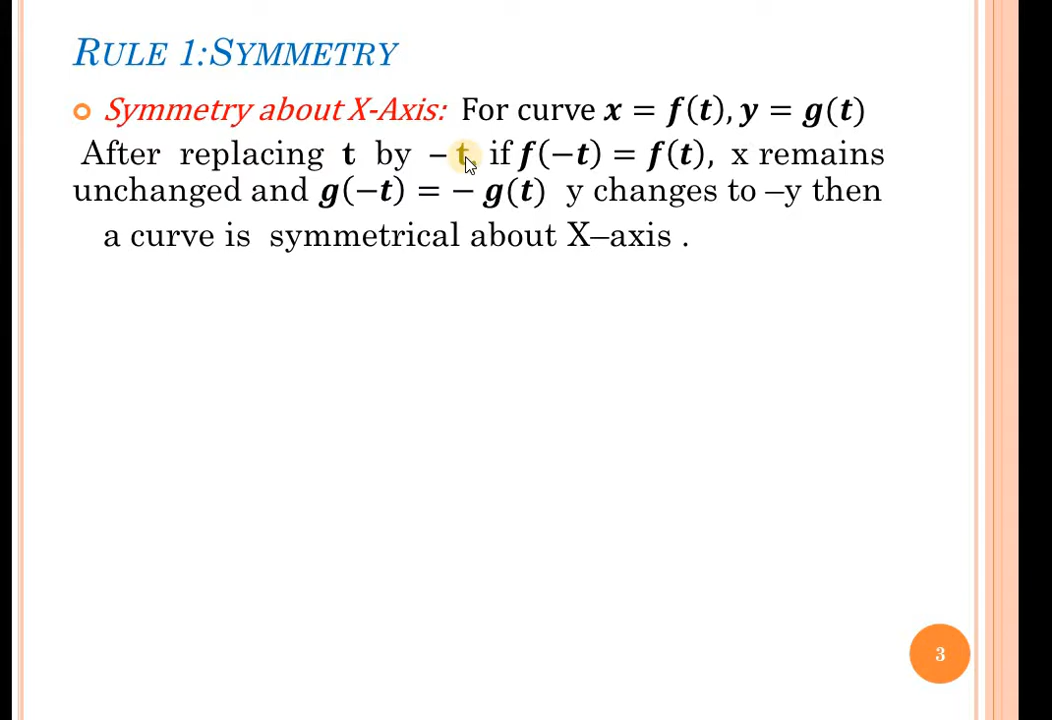 RULE 1:SYMMETRY
Symmetry about X-Axis: For curve x = f(t), y = g(t)
After replacing t by – t, if f(−t) = f(t), x remains
unchanged and g(−t) = − g(t) y changes to –y then
a curve is symmetrical about X–axis .
3